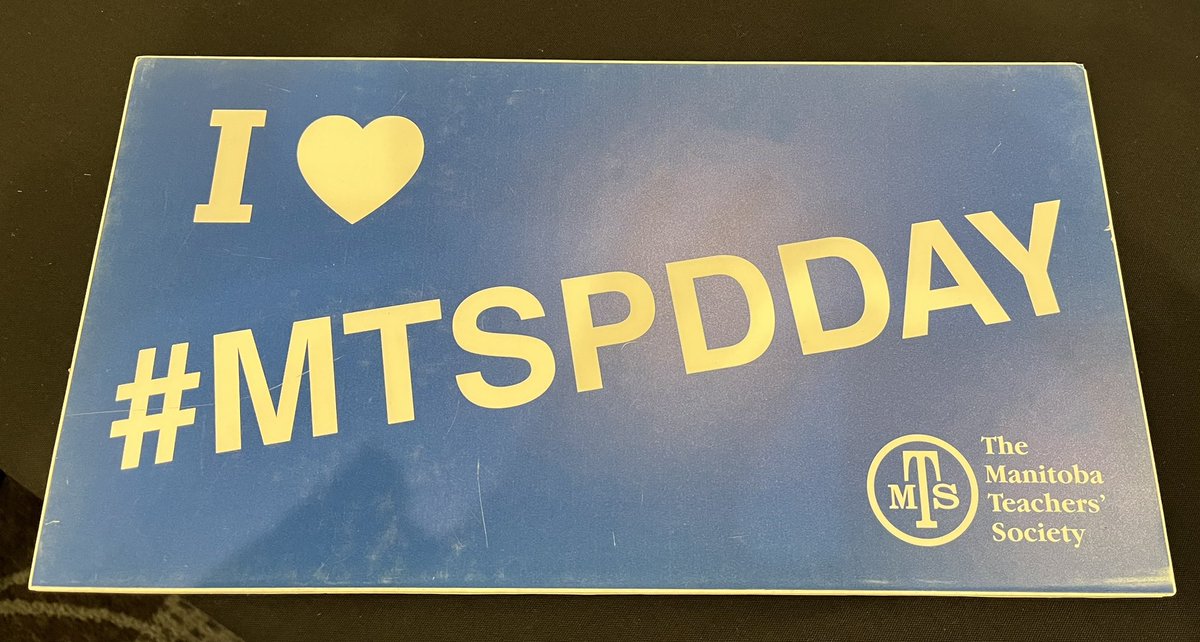 I ♥
#MTSPDDAY
MTS
The
Manitoba
Teachers'
Society